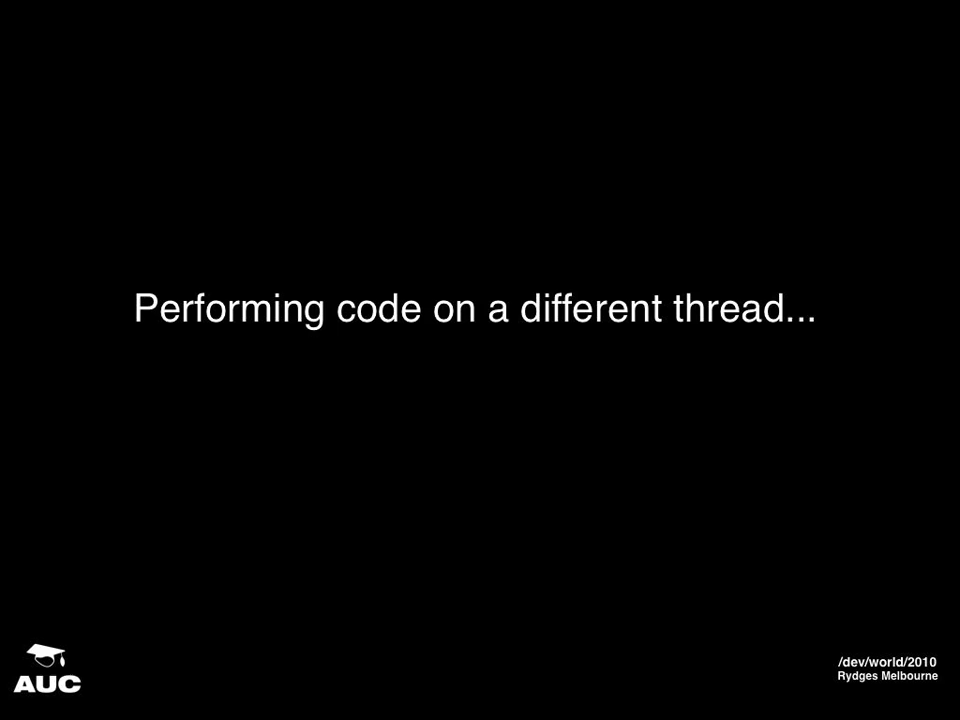 Performing code on a different thread...
AUC
/dev/world/2010
Rydges Melbourne